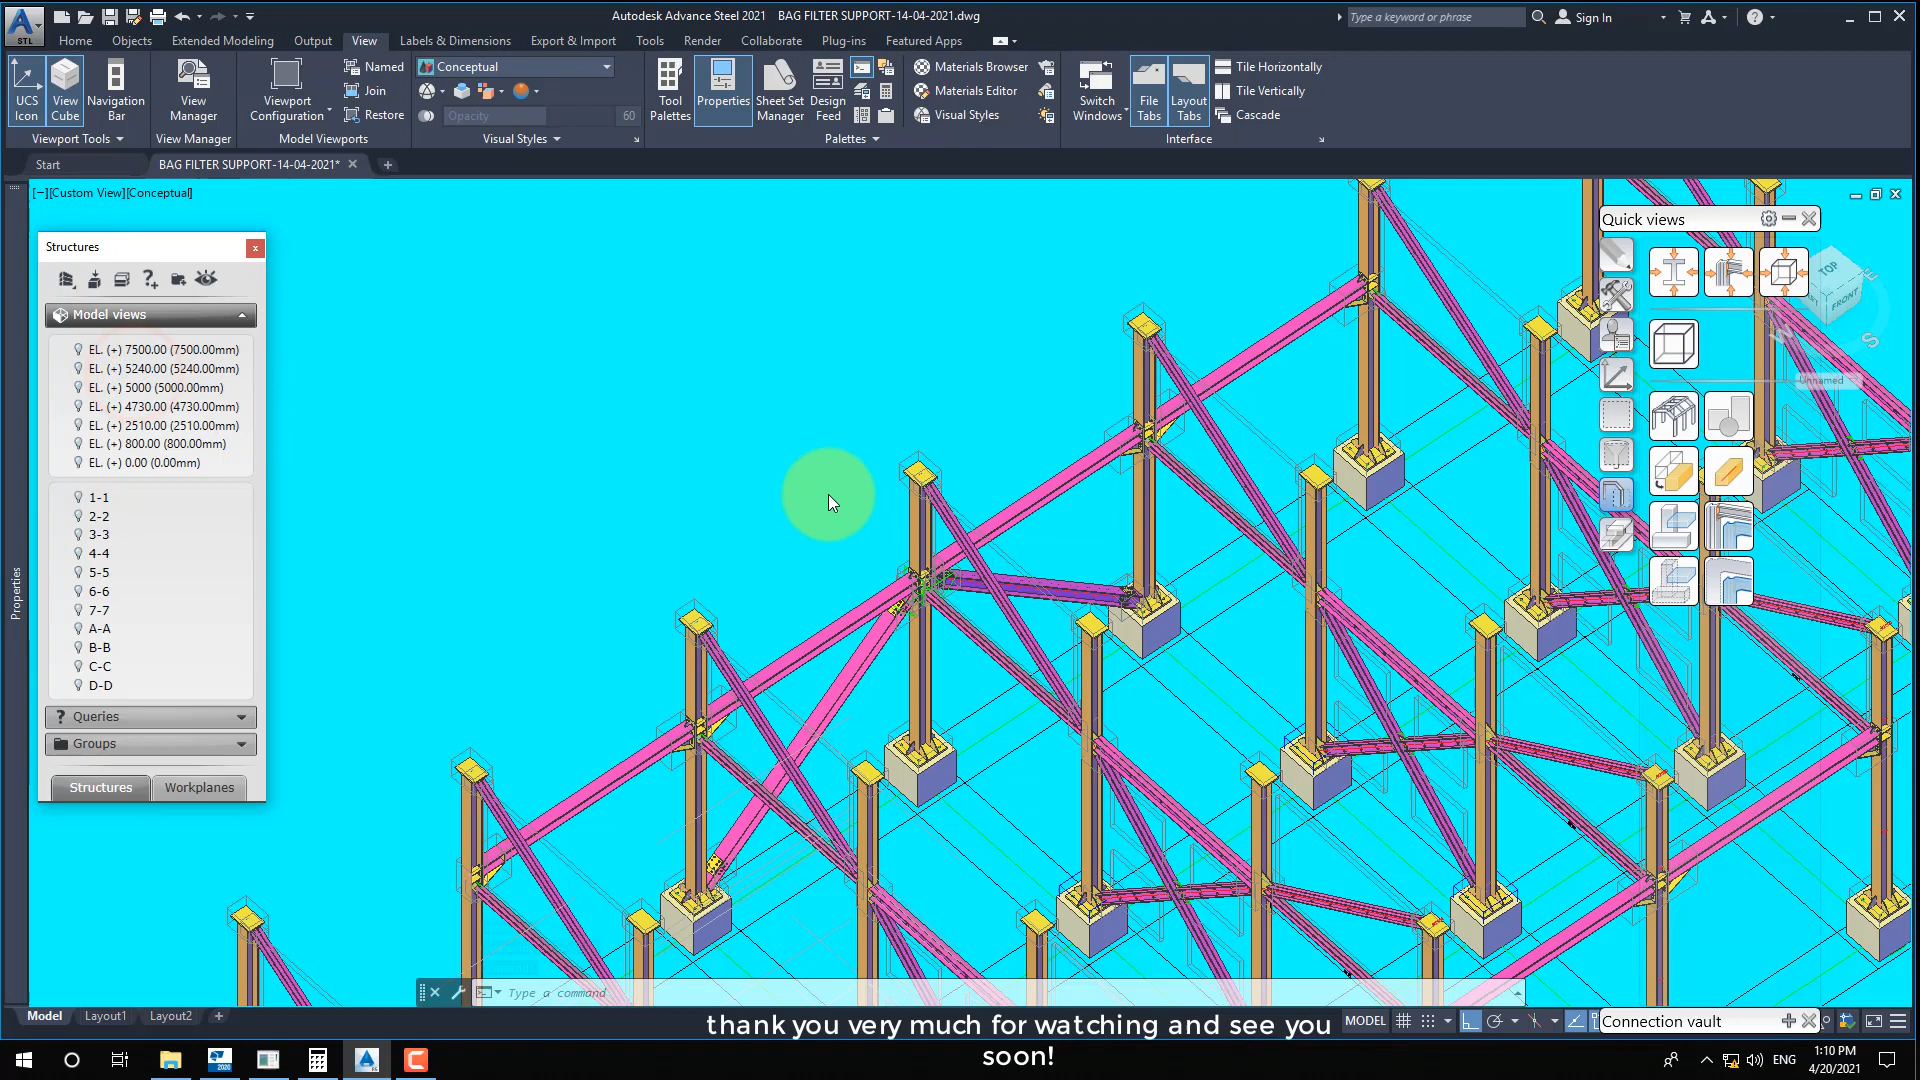 STL
Autodesk Advance Steel 2021 BAG FILTER SUPPORT-14-04-2021.dwg
Type a keyword or phrase
Sign In
Home Objects Extended Modeling Output View Labels & Dimensions Export & Import Tools Render Collaborate Plug-ins Featured Apps
UCS Icon
View Cube
Navigation Bar
Viewport Tools
View Manager
View Manager
Viewport Configuration
Named
Join
Restore
Model Viewports
Conceptual
Opacity 60
Visual Styles
Tool Palettes
Properties
Sheet Set Manager
Design Feed
Palettes
Materials Browser
Materials Editor
Visual Styles
Switch Windows
File Tabs
Layout Tabs
Tile Horizontally
Tile Vertically
Cascade
Interface
Start
BAG FILTER SUPPORT-14-04-2021*
[−][Custom View][Conceptual]
Properties
Structures
Model views
EL. (+) 7500.00 (7500.00mm)
EL. (+) 5240.00 (5240.00mm)
EL. (+) 5000 (5000.00mm)
EL. (+) 4730.00 (4730.00mm)
EL. (+) 2510.00 (2510.00mm)
EL. (+) 800.00 (800.00mm)
EL. (+) 0.00 (0.00mm)
1-1
2-2
3-3
4-4
5-5
6-6
7-7
A-A
B-B
C-C
D-D
Queries
Groups
Structures Workplanes
Quick views
TOP
FRONT
E
W
S
Unnamed
Type a command
Model Layout1 Layout2
MODEL
Connection vault
thank you very much for watching and see you
soon!
ENG
1:10 PM
4/20/2021